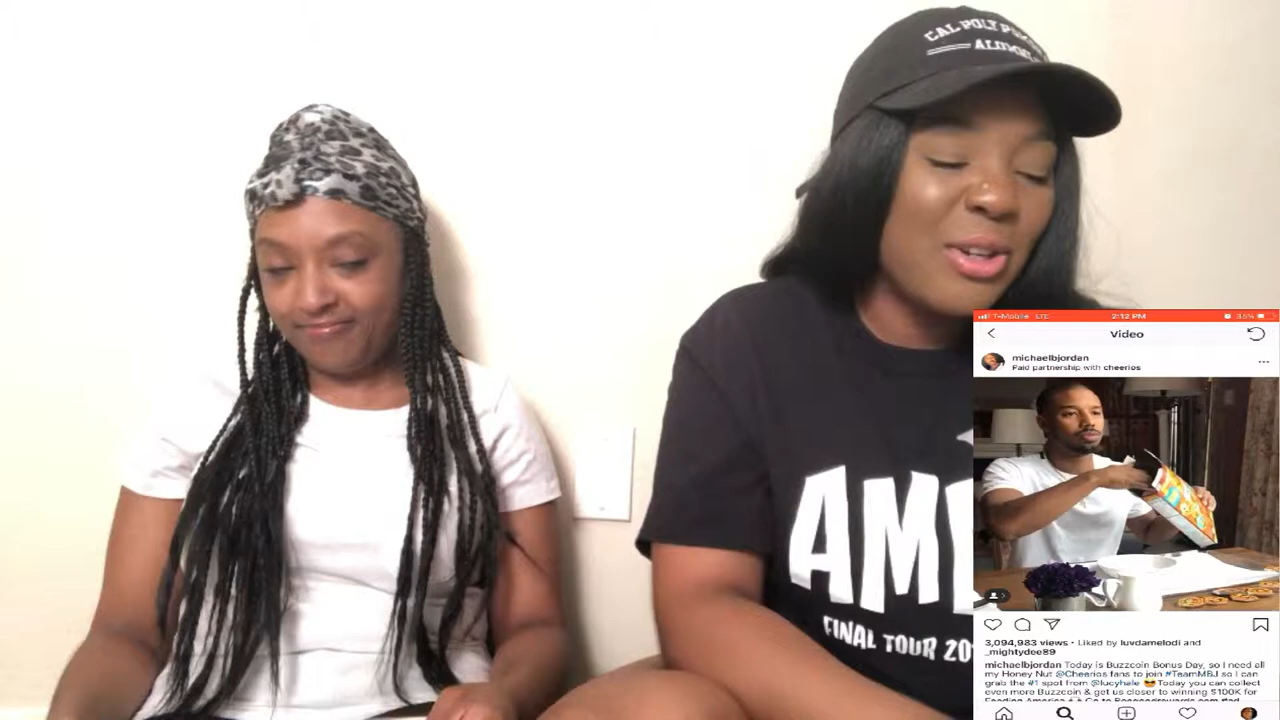 CAL POLY
ALUMNI
AM
FINAL TOUR 20
T-Mobile LTE 2:12 PM 35%
Video
michaelbjordan
Paid partnership with cheerios
3,094,983 views · Liked by luvdamelodi and
_mightydee89
michaelbjordan Today is Buzzcoin Bonus Day, so I need all
my Honey Nut @Cheerios fans to join #TeamMBJ so I can
grab the #1 spot from @lucyhale 😎Today you can collect
even more Buzzcoin & get us closer to winning $100K for